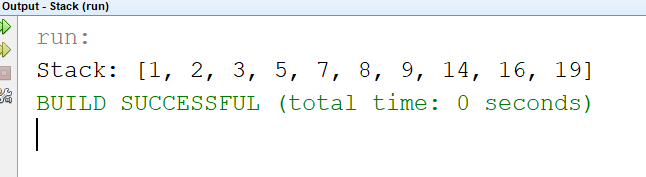 Output - Stack (run)
run:
Stack: [1, 2, 3, 5, 7, 8, 9, 14, 16, 19]
BUILD SUCCESSFUL (total time: 0 seconds)